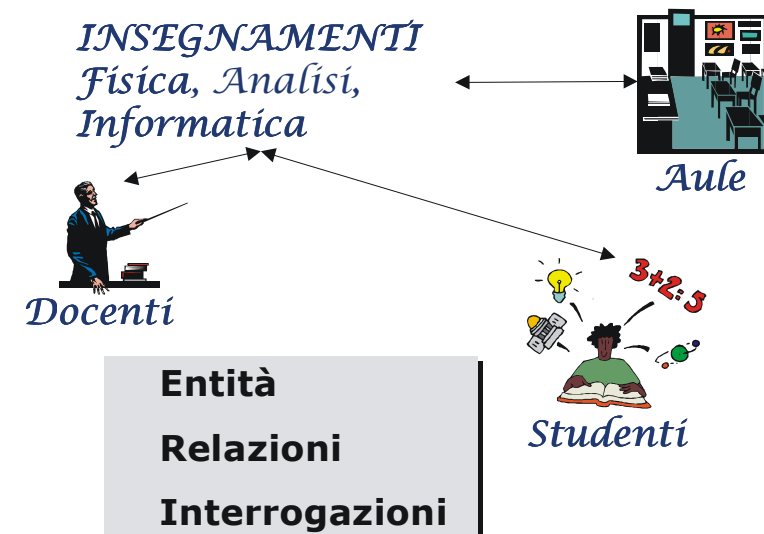 INSEGNAMENTI
Fisica, Analisi,
Informatica
Aule
Docenti
3+2:5
Studenti
Entità
Relazioni
Interrogazioni